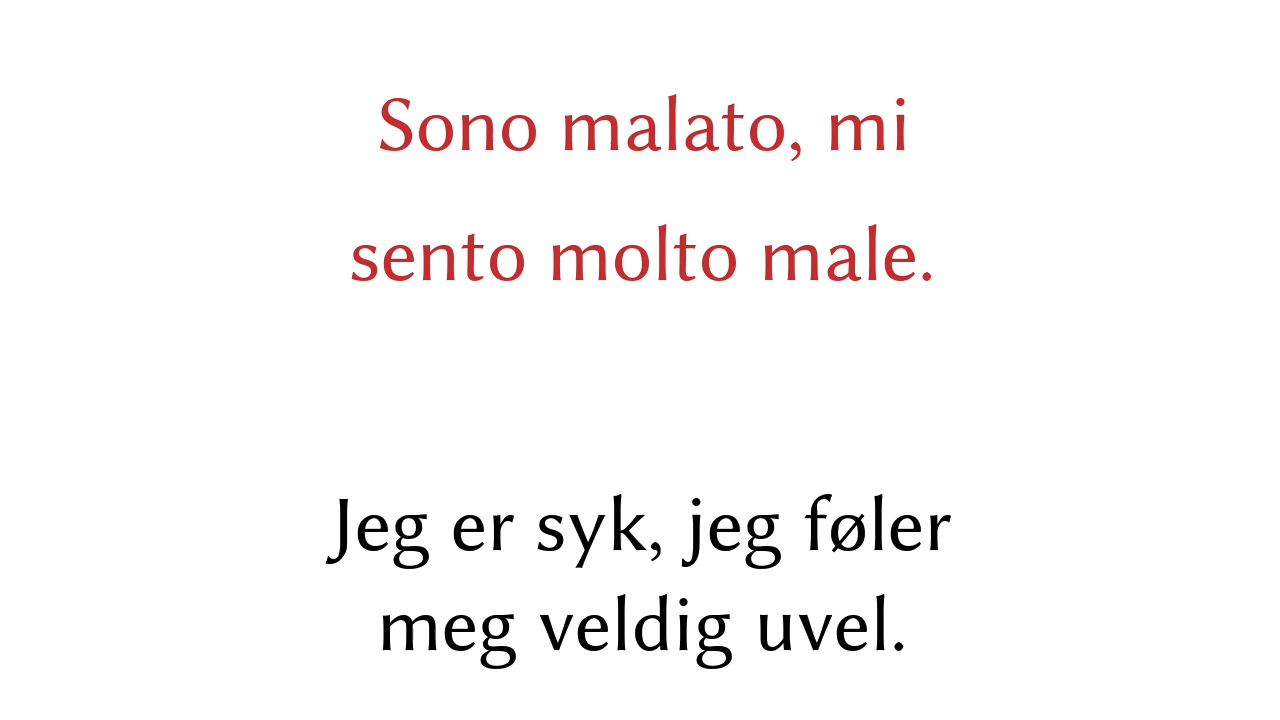 Sono malato, mi
sento molto male.
Jeg er syk, jeg føler
meg veldig uvel.